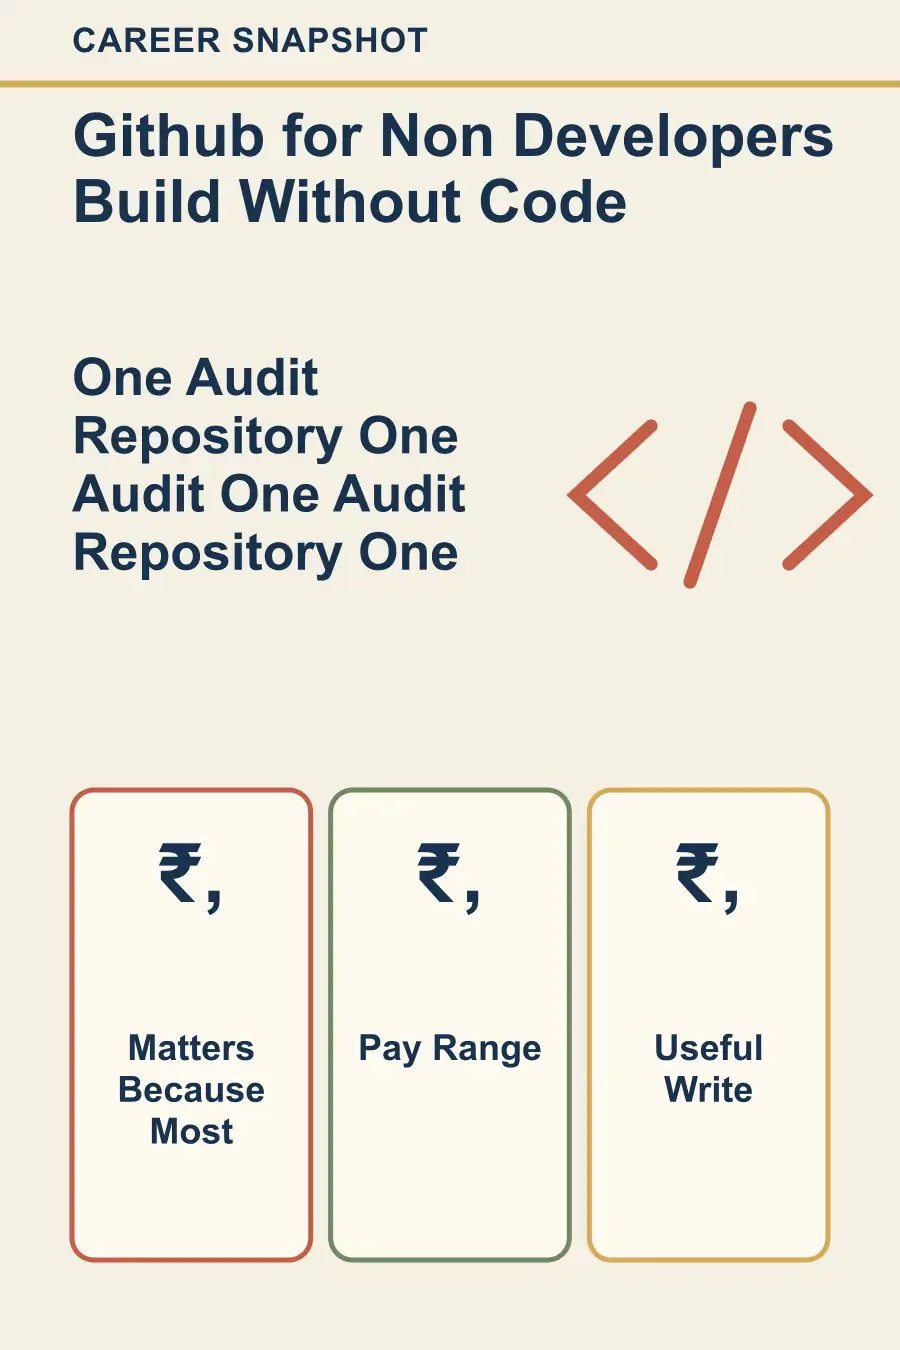 CAREER SNAPSHOT
Github for Non Developers
Build Without Code
One Audit
Repository One
Audit One Audit
Repository One
₹,
Matters
Because
Most
₹,
Pay Range
₹,
Useful
Write